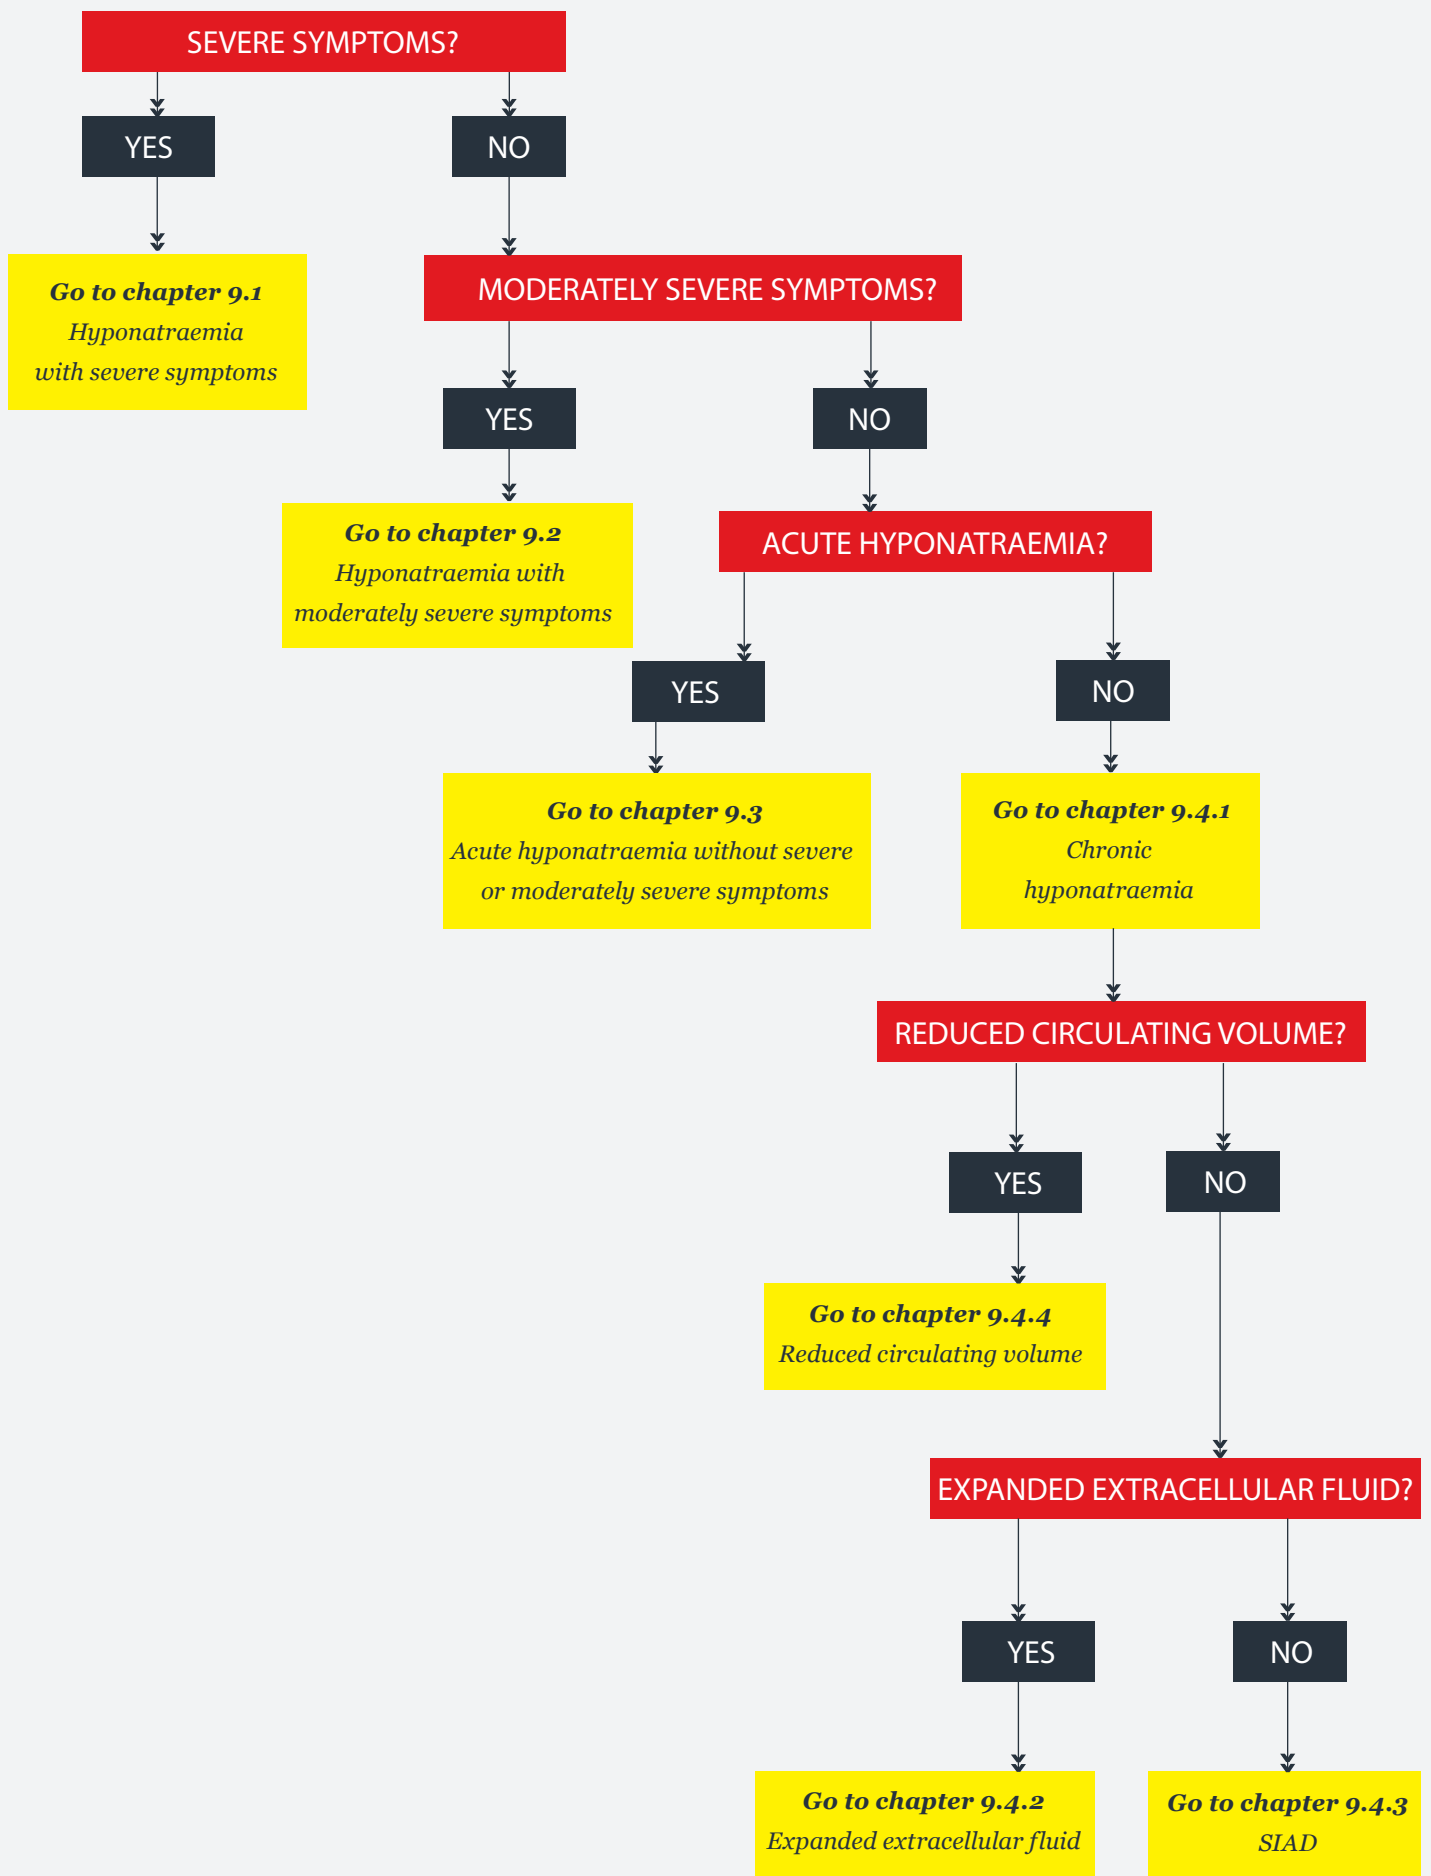 SEVERE SYMPTOMS?
YES
NO
Go to chapter 9.1
Hyponatraemia
with severe symptoms
MODERATELY SEVERE SYMPTOMS?
YES
NO
Go to chapter 9.2
Hyponatraemia with
moderately severe symptoms
ACUTE HYPONATRAEMIA?
YES
NO
Go to chapter 9.3
Acute hyponatraemia without severe
or moderately severe symptoms
Go to chapter 9.4.1
Chronic
hyponatraemia
REDUCED CIRCULATING VOLUME?
YES
NO
Go to chapter 9.4.4
Reduced circulating volume
EXPANDED EXTRACELLULAR FLUID?
YES
NO
Go to chapter 9.4.2
Expanded extracellular fluid
Go to chapter 9.4.3
SIAD